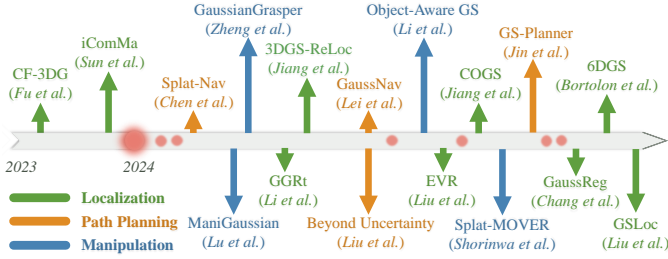 GaussianGrasper
(Zheng et al.)
Object-Aware GS
(Li et al.)
iComMa
(Sun et al.)
3DGS-ReLoc
(Jiang et al.)
GS-Planner
(Jin et al.)
CF-3DG
(Fu et al.)
Splat-Nav
(Chen et al.)
GaussNav
(Lei et al.)
COGS
(Jiang et al.)
6DGS
(Bortolon et al.)
2023
2024
GGRt
(Li et al.)
EVR
(Liu et al.)
GaussReg
(Chang et al.)
Localization
Path Planning
Manipulation
ManiGaussian
(Lu et al.)
Beyond Uncertainty
(Liu et al.)
Splat-MOVER
(Shorinwa et al.)
GSLoc
(Liu et al.)